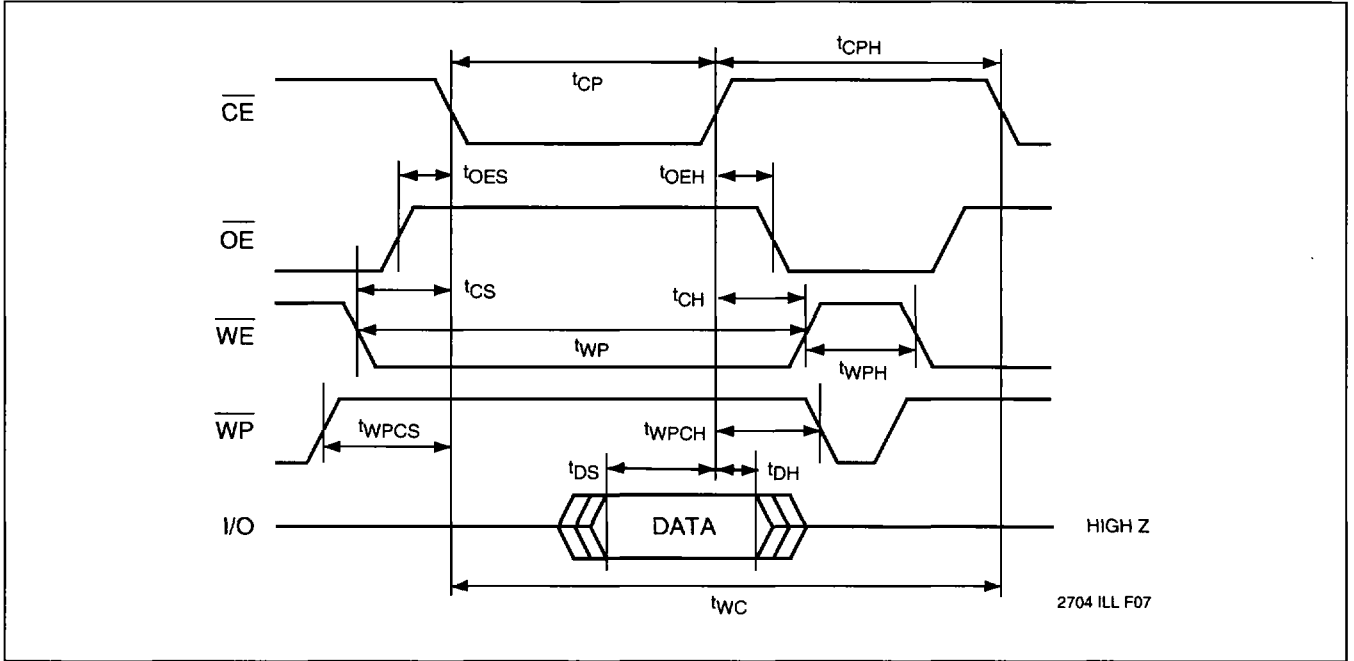 tCPH
tCP
CE
tOES
tOEH
OE
tCS
tCH
WE
tWP
tWPH
WP
tWPCS
tWPCH
tDS
tDH
I/O
DATA
HIGH Z
tWC
2704 ILL F07